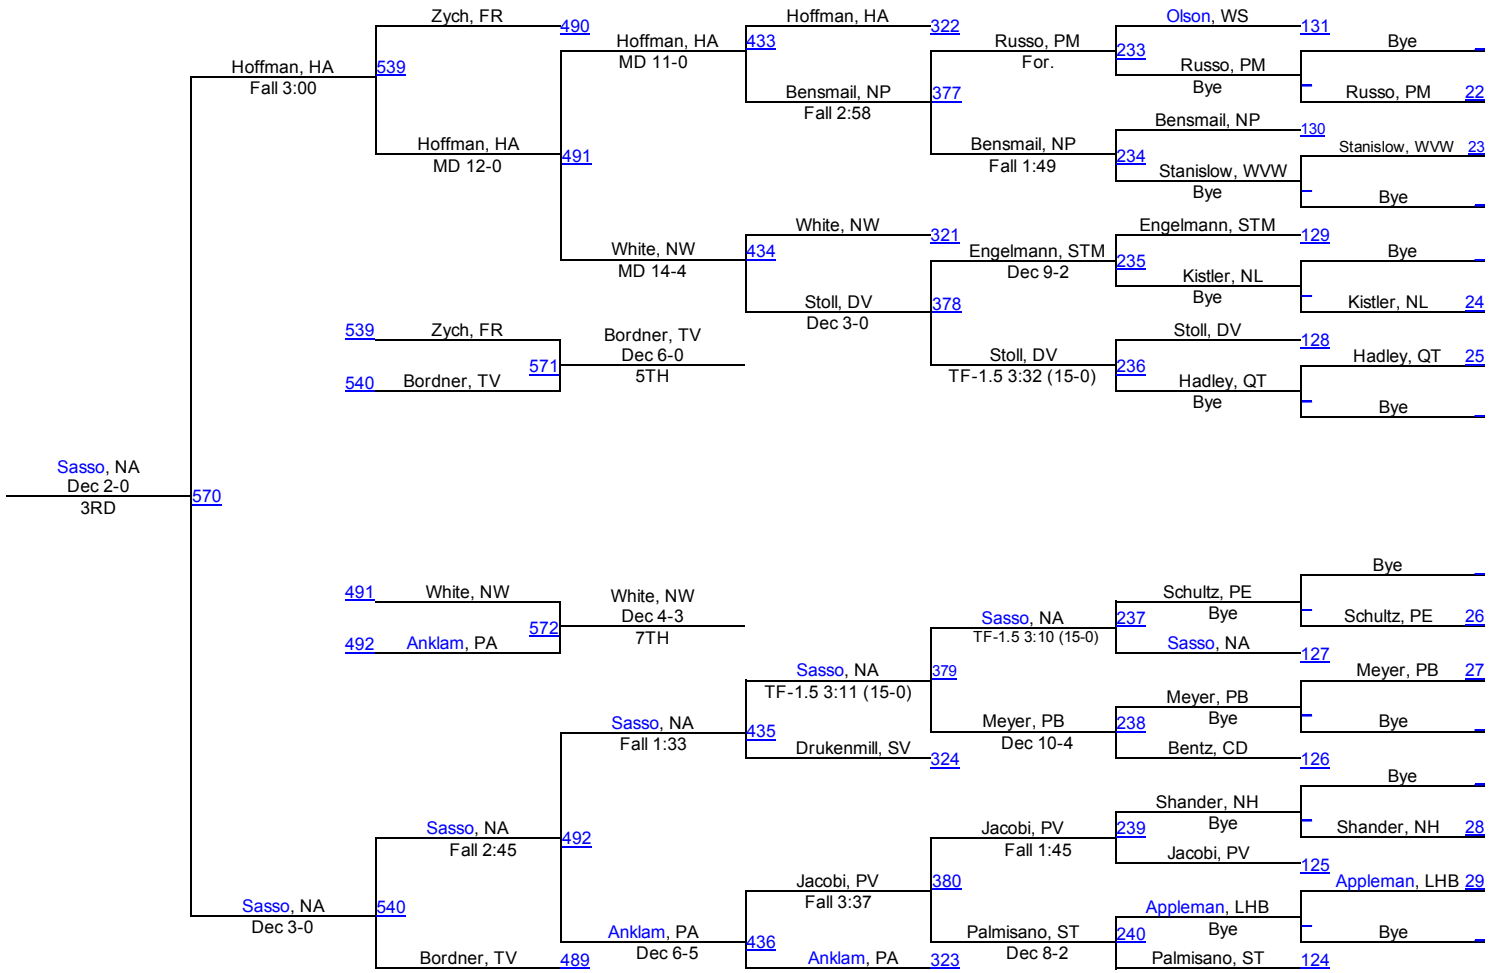 Zych, FR
490
Hoffman, HA
322
Olson, WS
131
Hoffman, HA
433
Russo, PM
233
Bye
Hoffman, HA
539
MD 11-0
For.
Russo, PM
Fall 3:00
Bensmail, NP
377
Bye
Russo, PM
22
Fall 2:58
Bensmail, NP
130
Hoffman, HA
491
Bensmail, NP
234
Stanislow, WVW
23
MD 12-0
Fall 1:49
Stanislow, WVW
Bye
Bye
White, NW
321
Engelmann, STM
129
White, NW
434
Engelmann, STM
235
Bye
MD 14-4
Dec 9-2
Kistler, NL
Stoll, DV
378
Bye
Kistler, NL
24
Dec 3-0
539
Zych, FR
Bordner, TV
Stoll, DV
128
Dec 6-0
Stoll, DV
236
Hadley, QT
25
571
5TH
TF-1.5 3:32 (15-0)
540
Bordner, TV
Hadley, QT
Bye
Bye
Sasso, NA
Dec 2-0
570
3RD
Bye
491
White, NW
White, NW
Schultz, PE
Dec 4-3
Sasso, NA
237
Bye
Schultz, PE
26
572
7TH
TF-1.5 3:10 (15-0)
492
Anklam, PA
Sasso, NA
127
Sasso, NA
379
Meyer, PB
27
TF-1.5 3:11 (15-0)
Meyer, PB
Sasso, NA
435
Meyer, PB
238
Bye
Bye
Fall 1:33
Dec 10-4
Drukenmill, SV
324
Bentz, CD
126
Bye
Shander, NH
Sasso, NA
492
Jacobi, PV
239
Bye
Shander, NH
28
Fall 2:45
Fall 1:45
Jacobi, PV
125
Jacobi, PV
380
Appleman, LHB
29
Fall 3:37
Sasso, NA
540
Appleman, LHB
Dec 3-0
Anklam, PA
436
Palmisano, ST
240
Bye
Bye
Dec 6-5
Dec 8-2
Bordner, TV
489
Anklam, PA
323
Palmisano, ST
124